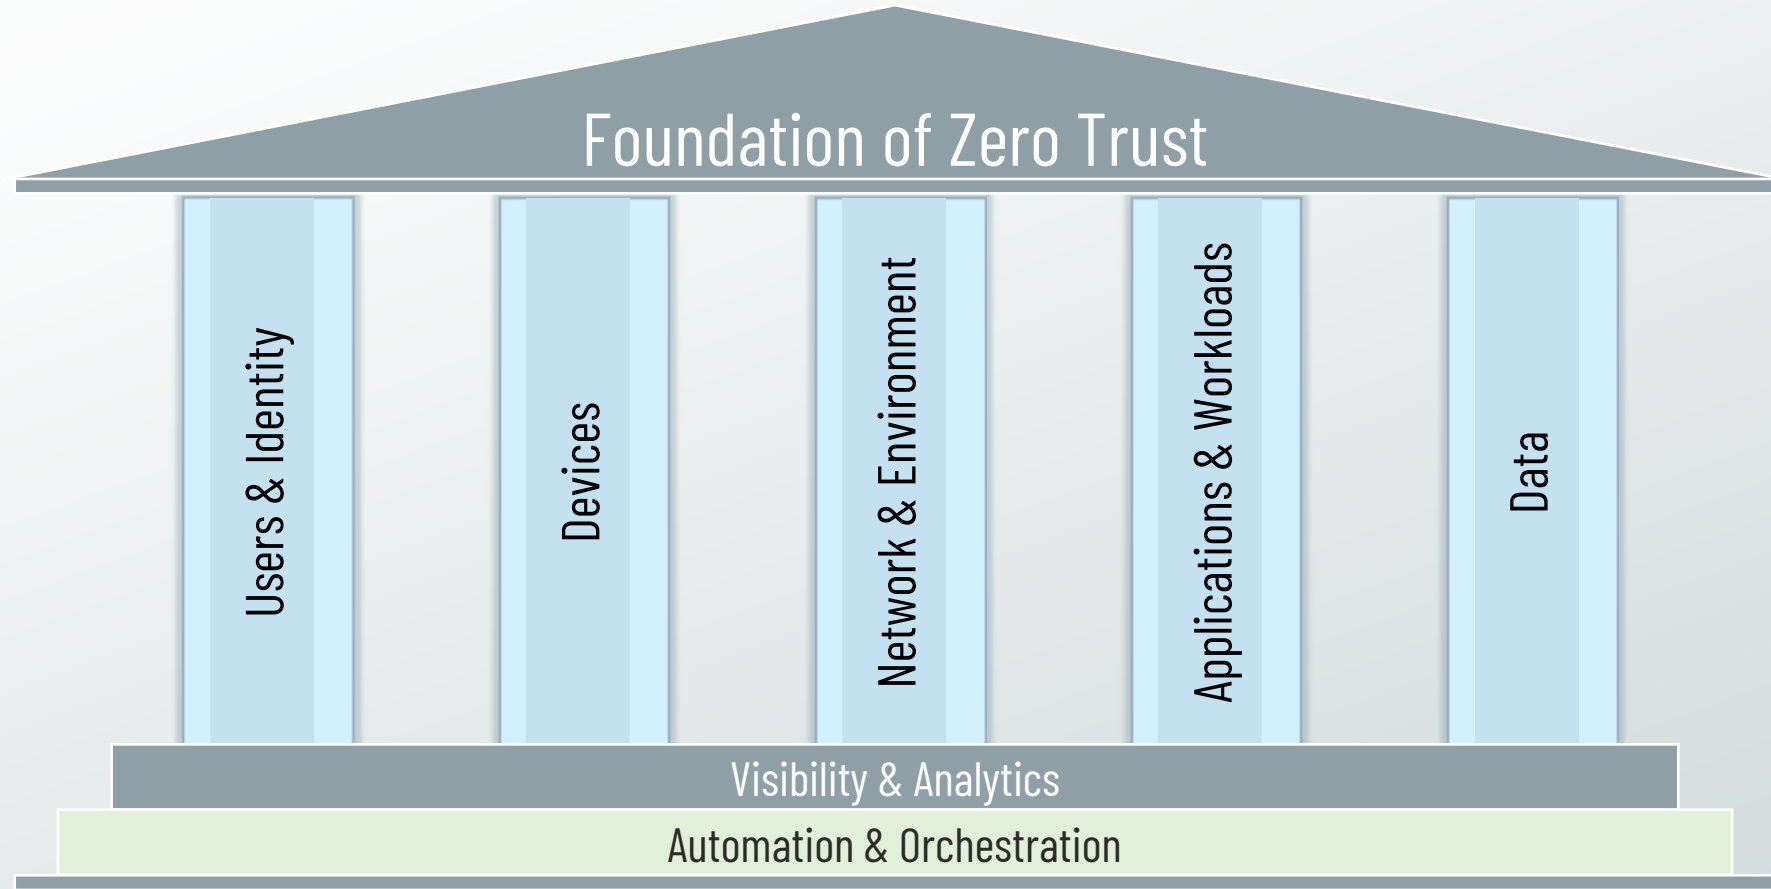 Foundation of Zero Trust
Users & Identity
Devices
Network & Environment
Applications & Workloads
Data
Visibility & Analytics
Automation & Orchestration